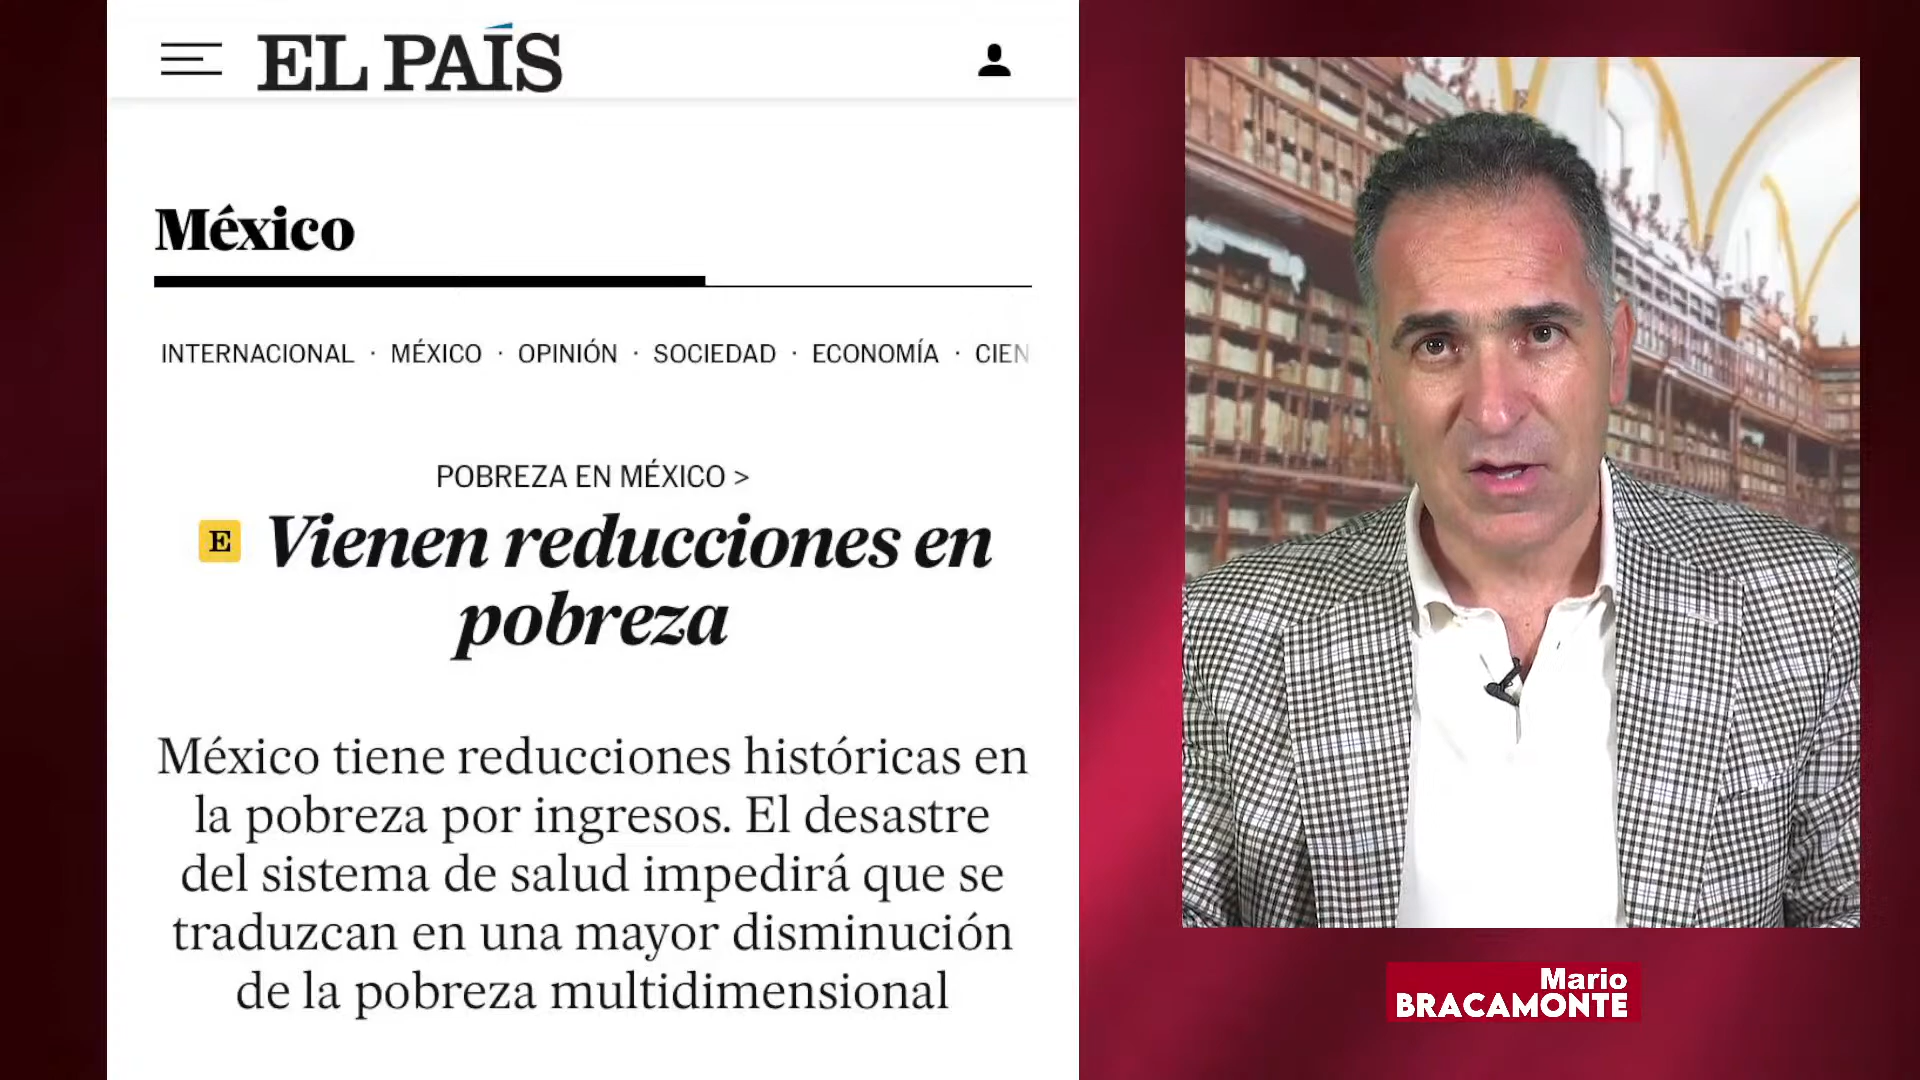 EL PAÍS
México
INTERNACIONAL · MÉXICO · OPINIÓN · SOCIEDAD · ECONOMÍA · CIEN
POBREZA EN MÉXICO >
E Vienen reducciones en
pobreza
México tiene reducciones históricas en
la pobreza por ingresos. El desastre
del sistema de salud impedirá que se
traduzcan en una mayor disminución
de la pobreza multidimensional
Mario
BRACAMONTE